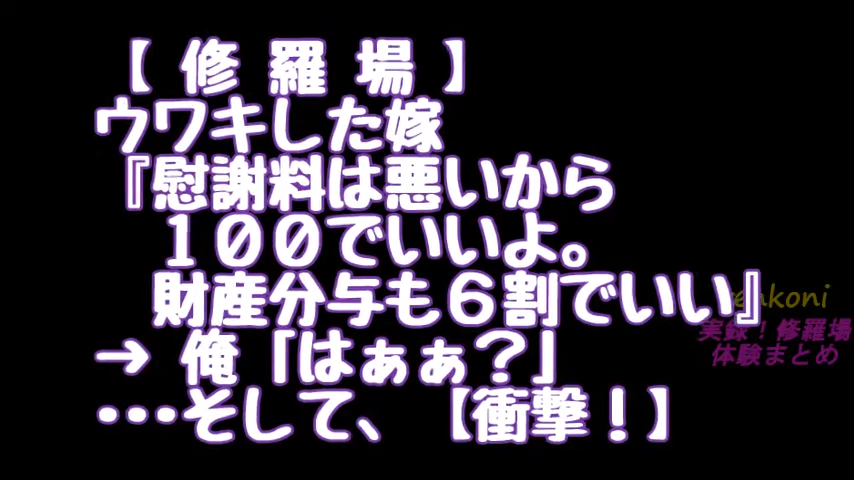 【 修 羅 場 】
ウワキした嫁
『慰謝料は悪いから
１００でいいよ。
財産分与も６割でいい』
→ 俺「はぁぁ？」
・・・そして、【衝撃！】
実録！修羅場
体験まとめ